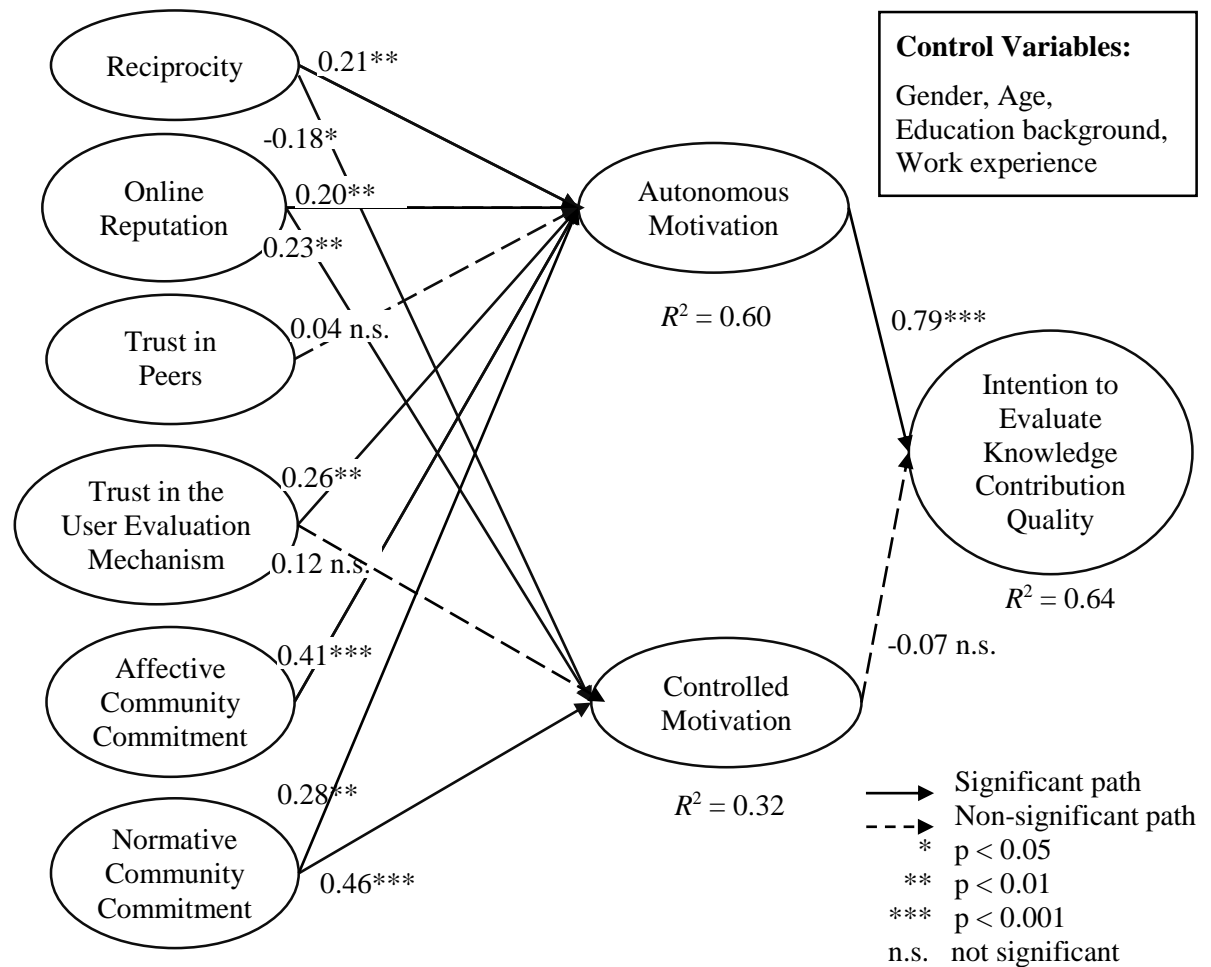 Reciprocity
0.21**
-0.18*
Online
Reputation
0.20**
0.23**
Trust in
Peers
0.04 n.s.
Trust in the
User Evaluation
Mechanism
0.26**
0.12 n.s.
Affective
Community
Commitment
0.41***
Normative
Community
Commitment
0.28**
0.46***
Autonomous
Motivation
R² = 0.60
Controlled
Motivation
R² = 0.32
0.79***
-0.07 n.s.
Intention to
Evaluate
Knowledge
Contribution
Quality
R² = 0.64
Control Variables:
Gender, Age,
Education background,
Work experience
Significant path
Non-significant path
* p < 0.05
** p < 0.01
*** p < 0.001
n.s. not significant